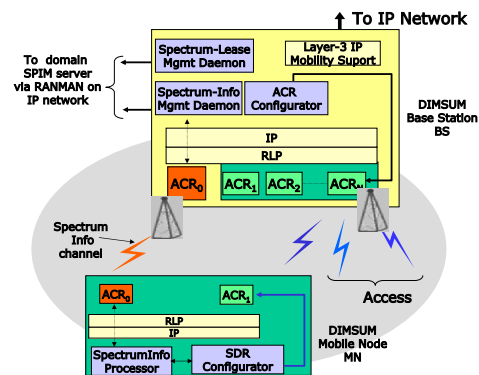 To IP Network
To domain
SPIM server
via RANMAN on
IP network
Spectrum-Lease
Mgmt Daemon
Layer-3 IP
Mobility Suport
Spectrum-Info
Mgmt Daemon
ACR
Configurator
DIMSUM
Base Station
BS
IP
RLP
ACR0
ACR1
ACR2
ACRN
Spectrum
Info
channel
Access
ACR0
ACR1
RLP
IP
SpectrumInfo
Processor
SDR
Configurator
DIMSUM
Mobile Node
MN